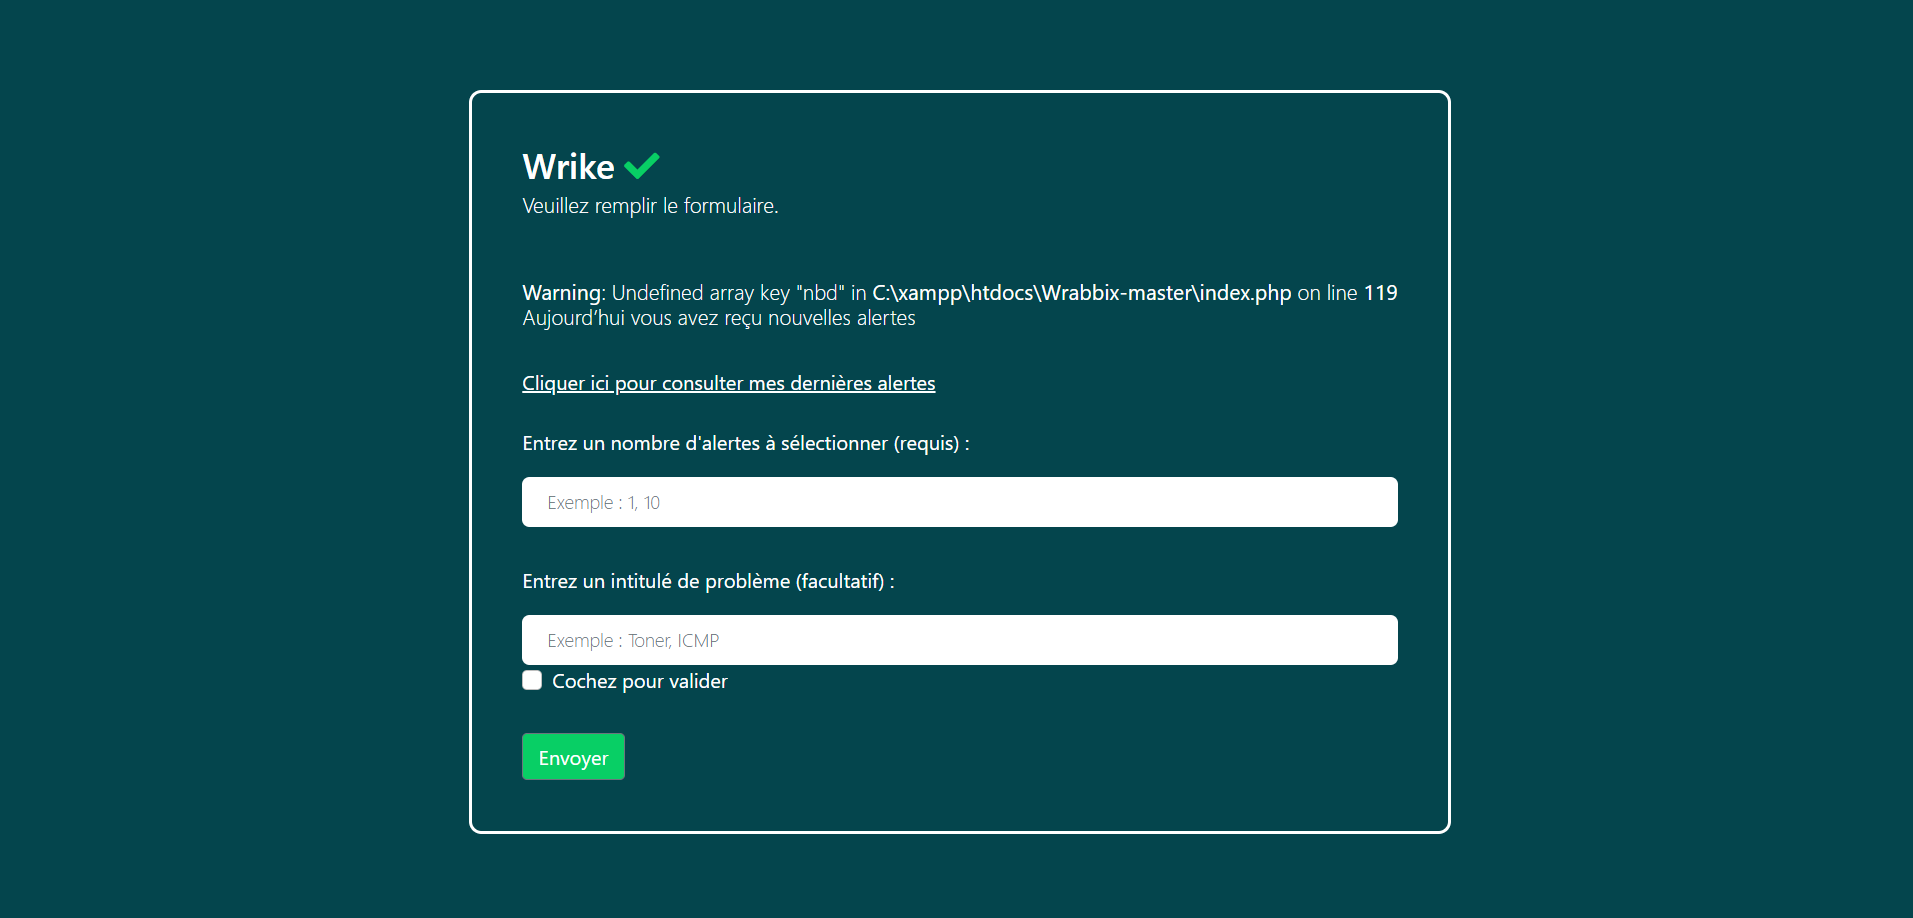 Wrike
Veuillez remplir le formulaire.
Warning: Undefined array key "nbd" in C:\xampp\htdocs\Wrabbix-master\index.php on line 119
Aujourd’hui vous avez reçu nouvelles alertes
Cliquer ici pour consulter mes dernières alertes
Entrez un nombre d'alertes à sélectionner (requis) :
Exemple : 1, 10
Entrez un intitulé de problème (facultatif) :
Exemple : Toner, ICMP
Cochez pour valider
Envoyer